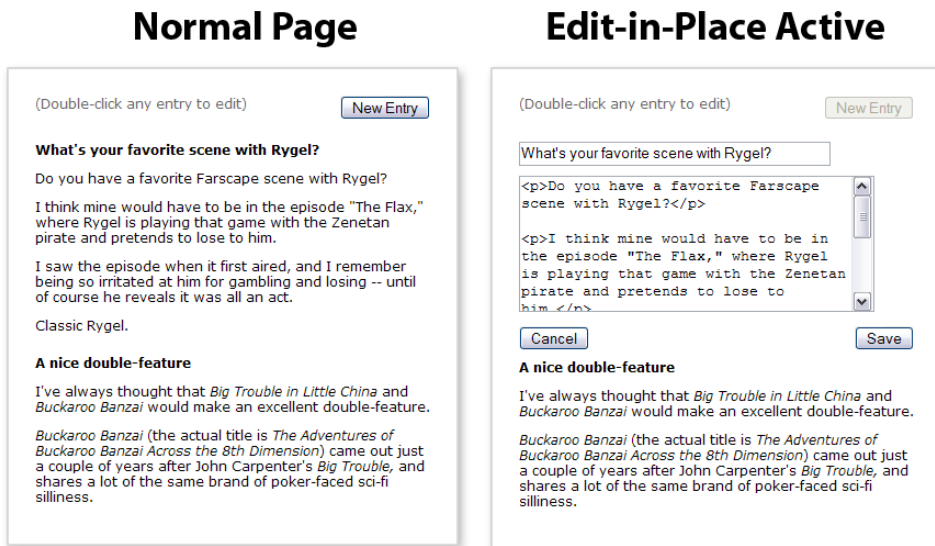 Normal Page
(Double-click any entry to edit)
New Entry
What's your favorite scene with Rygel?
Do you have a favorite Farscape scene with Rygel?
I think mine would have to be in the episode "The Flax,"
where Rygel is playing that game with the Zenetan
pirate and pretends to lose to him.
I saw the episode when it first aired, and I remember
being so irritated at him for gambling and losing -- until
of course he reveals it was all an act.
Classic Rygel.
A nice double-feature
I've always thought that Big Trouble in Little China and
Buckaroo Banzai would make an excellent double-feature.
Buckaroo Banzai (the actual title is The Adventures of
Buckaroo Banzai Across the 8th Dimension) came out just
a couple of years after John Carpenter's Big Trouble, and
shares a lot of the same brand of poker-faced sci-fi
silliness.
Edit-in-Place Active
(Double-click any entry to edit)
New Entry
What's your favorite scene with Rygel?
<p>Do you have a favorite Farscape
scene with Rygel?</p>
<p>I think mine would have to be in
the episode "The Flax," where Rygel
is playing that game with the Zenetan
pirate and pretends to lose to
him.</p>
Cancel
Save
A nice double-feature
I've always thought that Big Trouble in Little China and
Buckaroo Banzai would make an excellent double-feature.
Buckaroo Banzai (the actual title is The Adventures of
Buckaroo Banzai Across the 8th Dimension) came out just
a couple of years after John Carpenter's Big Trouble, and
shares a lot of the same brand of poker-faced sci-fi
silliness.